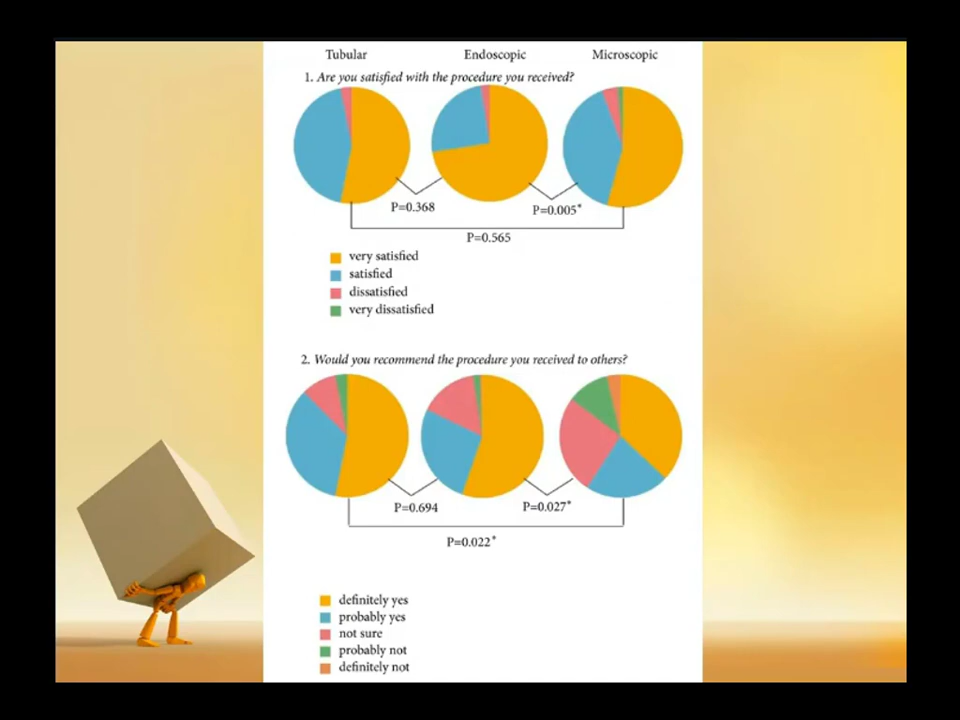 Tubular Endoscopic Microscopic
1. Are you satisfied with the procedure you received?
P=0.368 P=0.005*
P=0.565
very satisfied
satisfied
dissatisfied
very dissatisfied
2. Would you recommend the procedure you received to others?
P=0.694 P=0.027*
P=0.022*
definitely yes
probably yes
not sure
probably not
definitely not